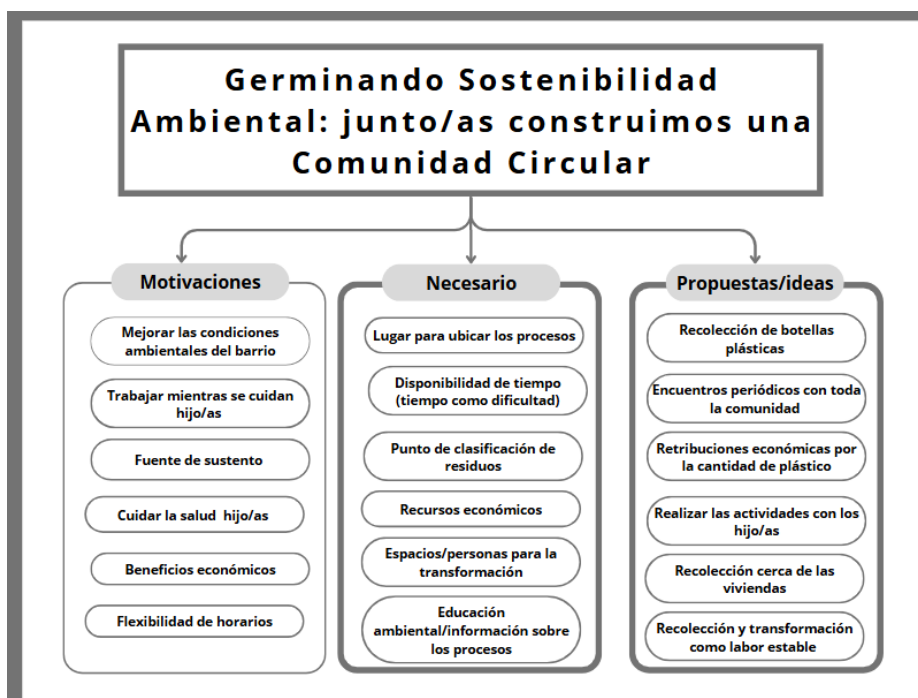 Germinando Sostenibilidad
Ambiental: junto/as construimos una
Comunidad Circular
Motivaciones
Mejorar las condiciones
ambientales del barrio
Trabajar mientras se cuidan
hijo/as
Fuente de sustento
Cuidar la salud hijo/as
Beneficios económicos
Flexibilidad de horarios
Necesario
Lugar para ubicar los procesos
Disponibilidad de tiempo
(tiempo como dificultad)
Punto de clasificación de
residuos
Recursos económicos
Espacios/personas para la
transformación
Educación
ambiental/información sobre
los procesos
Propuestas/ideas
Recolección de botellas
plásticas
Encuentros periódicos con toda
la comunidad
Retribuciones económicas por
la cantidad de plástico
Realizar las actividades con los
hijo/as
Recolección cerca de las
viviendas
Recolección y transformación
como labor estable